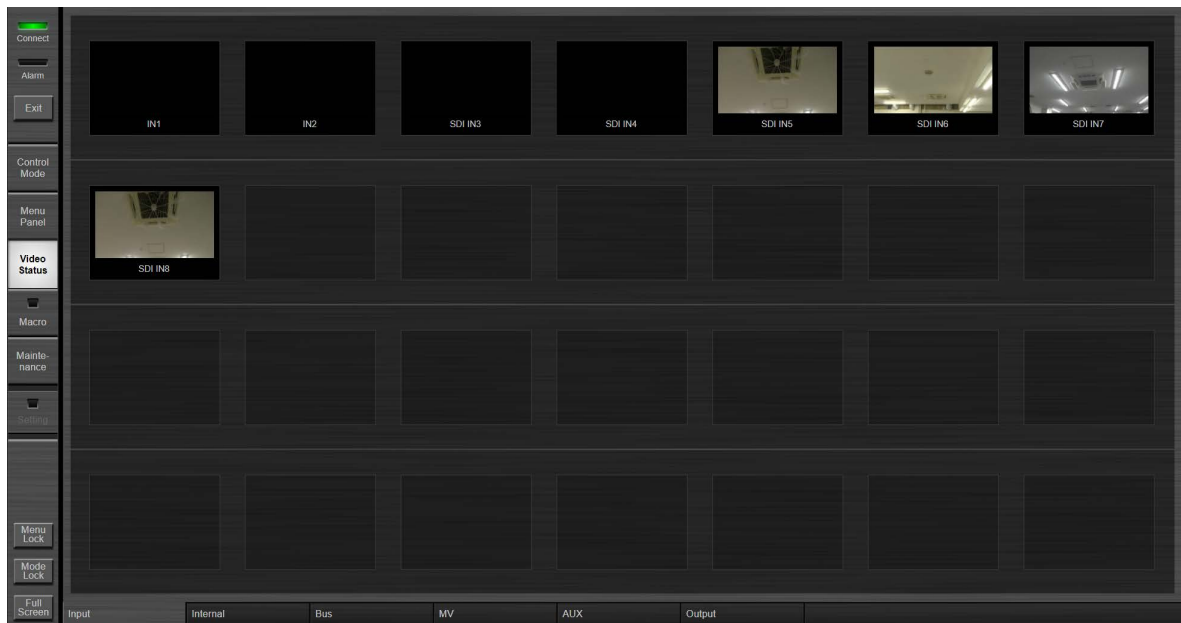 Connect
Alarm
Exit
Control
Mode
Menu
Panel
Video
Status
Macro
Mainte-
nance
Setting
Menu
Lock
Mode
Lock
Full
Screen
IN1
IN2
SDI IN3
SDI IN4
SDI IN5
SDI IN6
SDI IN7
SDI IN8
Input
Internal
Bus
MV
AUX
Output